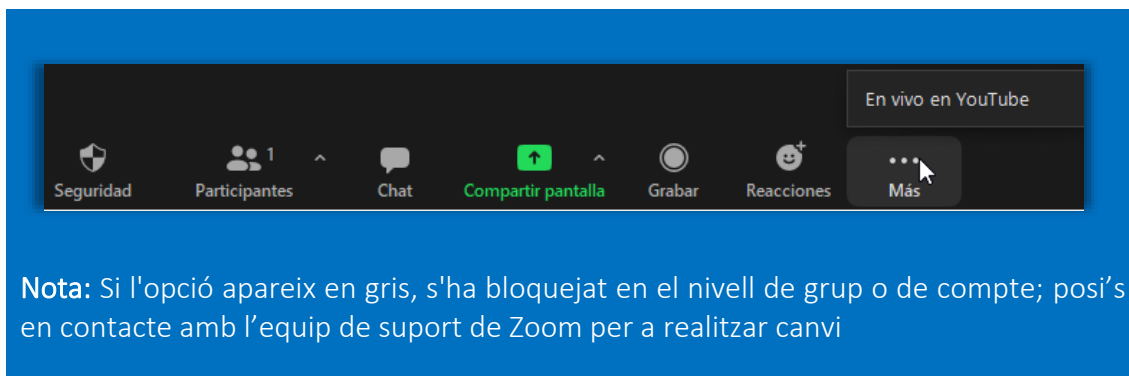 En vivo en YouTube
1
Seguridad Participantes Chat Compartir pantalla Grabar Reacciones Más
Nota: Si l'opció apareix en gris, s'ha bloquejat en el nivell de grup o de compte; posi’s
en contacte amb l’equip de suport de Zoom per a realitzar canvi